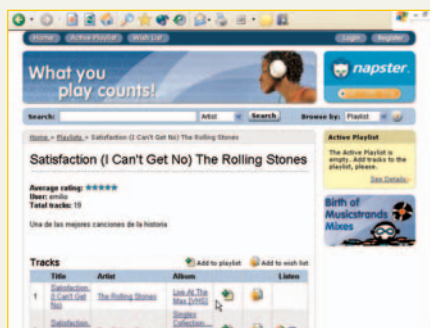 Home
Active Playlist
Wish List
Login
Register
What you
play counts!
napster.
Search:
Artist
Search
Browse by:
Playlist
Home » Playlists » Satisfaction (I Can't Get No) The Rolling Stones
Satisfaction (I Can't Get No) The Rolling Stones
Average rating:
User: emilio
Total tracks: 19
Una de las mejores canciones de la historia
Active Playlist
The Active Playlist is
empty. Add tracks to the
playlist, please.
See Details
Birth of
Musicstrands
Mixes
Tracks
Add to playlist
Add to wish list
Title
Artist
Album
Listen
1
Satisfaction,
(I Can't Get
No)
The Rolling Stones
Live At The
Max [VHS]
Satisfaction,
Singles
Collection...